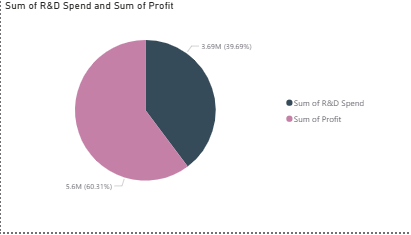 Sum of R&D Spend and Sum of Profit
3.69M (39.69%)
Sum of R&D Spend
Sum of Profit
5.6M (60.31%)